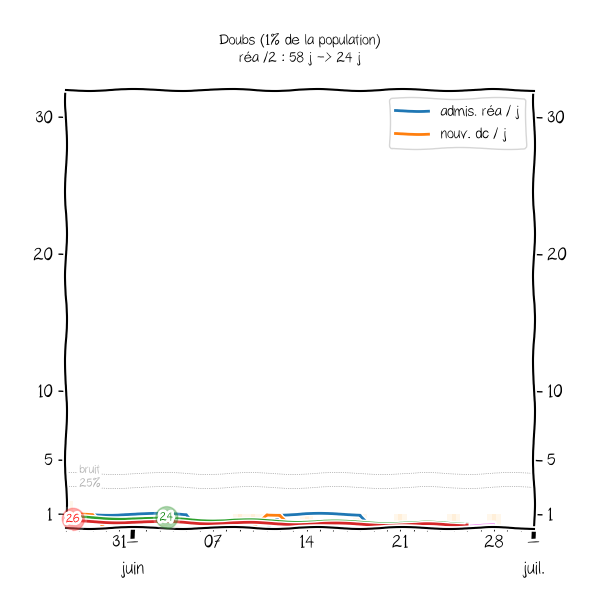 Doubs (1% de la population)
réa /2 : 58 j -> 24 j
admis. réa / j
nouv. dc / j
30
30
20
20
10
10
5
5
bruit
25%
1
1
26
24
31
07
14
21
28
juin
juil.